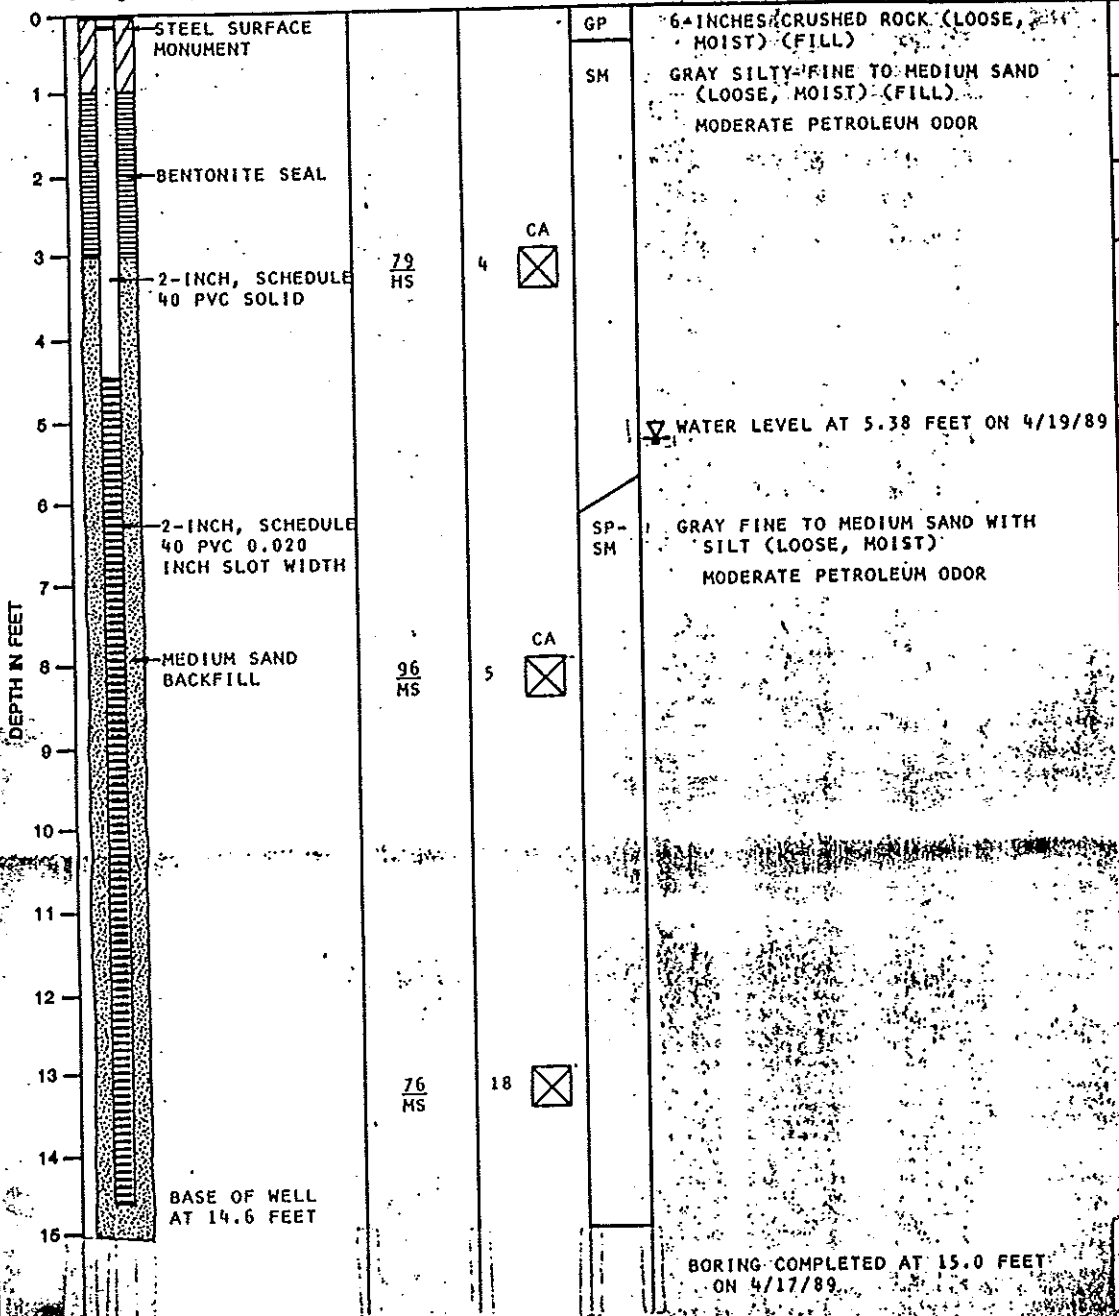 0
STEEL SURFACE
MONUMENT
1
2
BENTONITE SEAL
3
2-INCH, SCHEDULE
40 PVC SOLID
4
5
6
2-INCH, SCHEDULE
40 PVC 0.020
INCH SLOT WIDTH
7
8
MEDIUM SAND
BACKFILL
9
10
11
12
13
14
BASE OF WELL
AT 14.6 FEET
15
DEPTH IN FEET
79
HS
4
CA
96
MS
5
CA
76
MS
18
GP
6 INCHES CRUSHED ROCK (LOOSE,
MOIST) (FILL)
SM
GRAY SILTY FINE TO MEDIUM SAND
(LOOSE, MOIST) (FILL)
MODERATE PETROLEUM ODOR
WATER LEVEL AT 5.38 FEET ON 4/19/89
SP-
SM
GRAY FINE TO MEDIUM SAND WITH
SILT (LOOSE, MOIST)
MODERATE PETROLEUM ODOR
BORING COMPLETED AT 15.0 FEET
ON 4/17/89